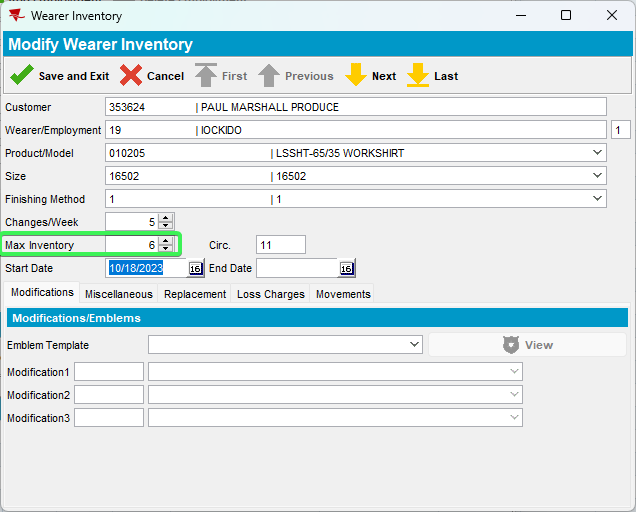 Wearer Inventory
Modify Wearer Inventory
Save and Exit Cancel First Previous Next Last
Customer 353624 | PAUL MARSHALL PRODUCE
Wearer/Employment 19 | IOCKIDO 1
Product/Model 010205 | LSSHT-65/35 WORKSHIRT
Size 16502 | 16502
Finishing Method 1 | 1
Changes/Week 5
Max Inventory 6 Circ. 11
Start Date 10/18/2023 16 End Date 16
Modifications Miscellaneous Replacement Loss Charges Movements
Modifications/Emblems
Emblem Template View
Modification1
Modification2
Modification3